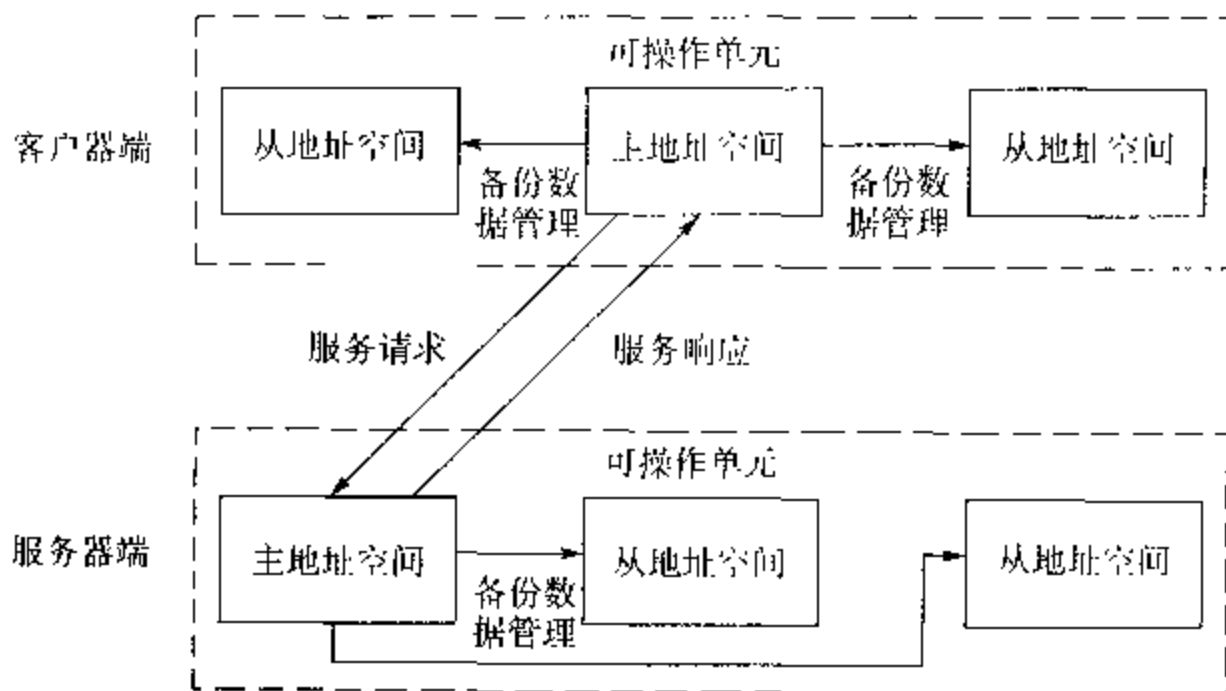 可操作单元
客户器端
从地址空间
主地址空间
从地址空间
备份数
据管理
备份数
据管理
服务请求
服务响应
可操作单元
服务器端
主地址空间
从地址空间
从地址空间
备份数
据管理